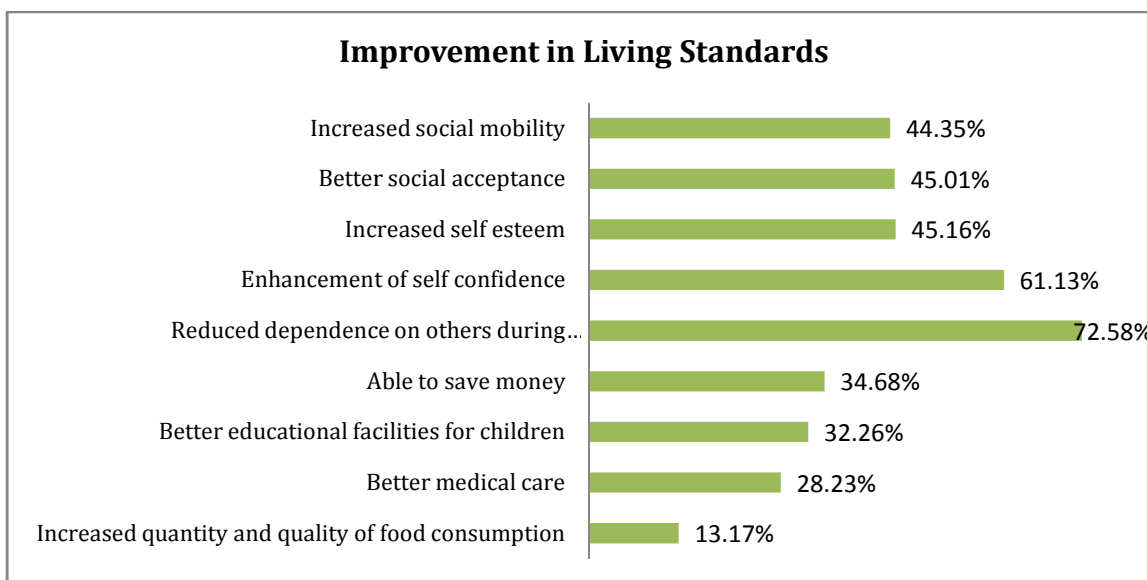 Improvement in Living Standards
Increased social mobility 44.35%
Better social acceptance 45.01%
Increased self esteem 45.16%
Enhancement of self confidence 61.13%
Reduced dependence on others during… 72.58%
Able to save money 34.68%
Better educational facilities for children 32.26%
Better medical care 28.23%
Increased quantity and quality of food consumption 13.17%